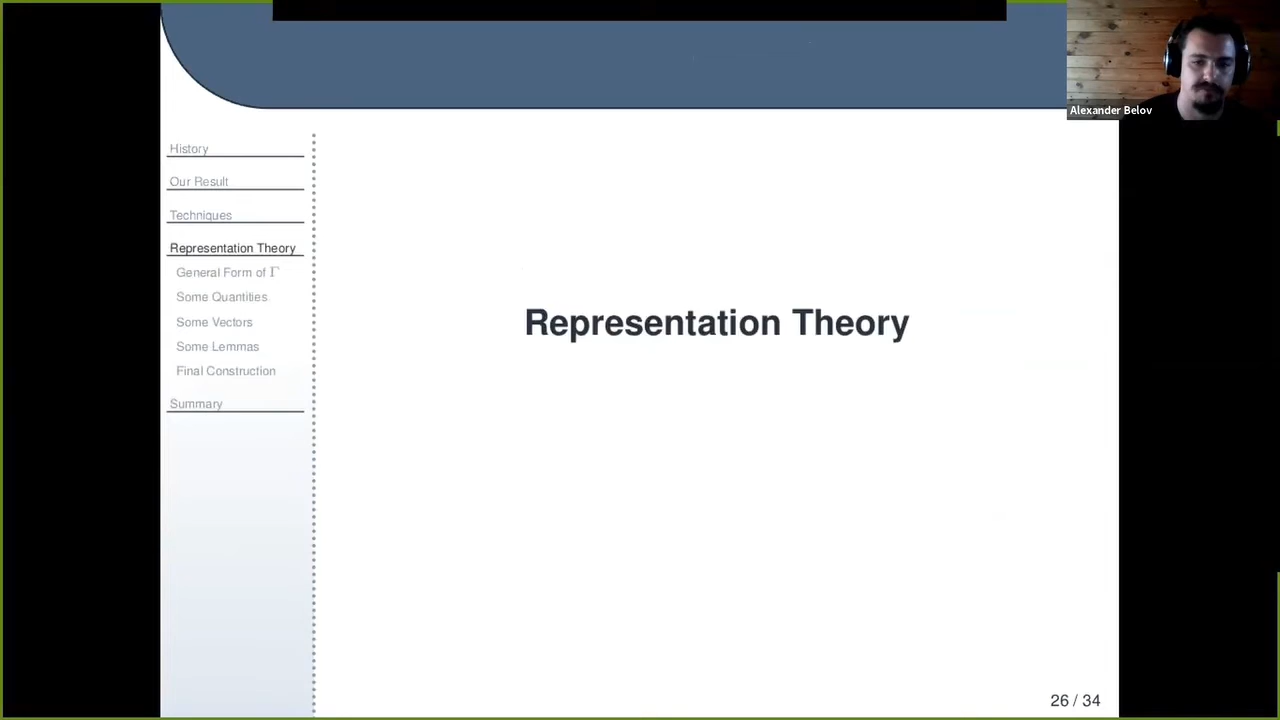 Alexander Belov
History
Our Result
Techniques
Representation Theory
General Form of Γ
Some Quantities
Some Vectors
Some Lemmas
Final Construction
Summary
Representation Theory
26 / 34